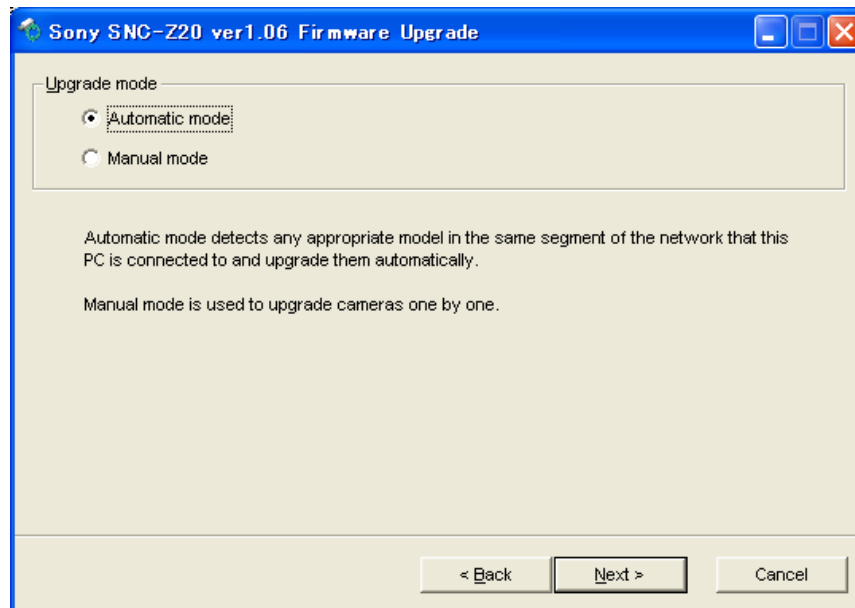 Sony SNC-Z20 ver1.06 Firmware Upgrade
Upgrade mode
Automatic mode
Manual mode
Automatic mode detects any appropriate model in the same segment of the network that this
PC is connected to and upgrade them automatically.
Manual mode is used to upgrade cameras one by one.
< Back
Next >
Cancel